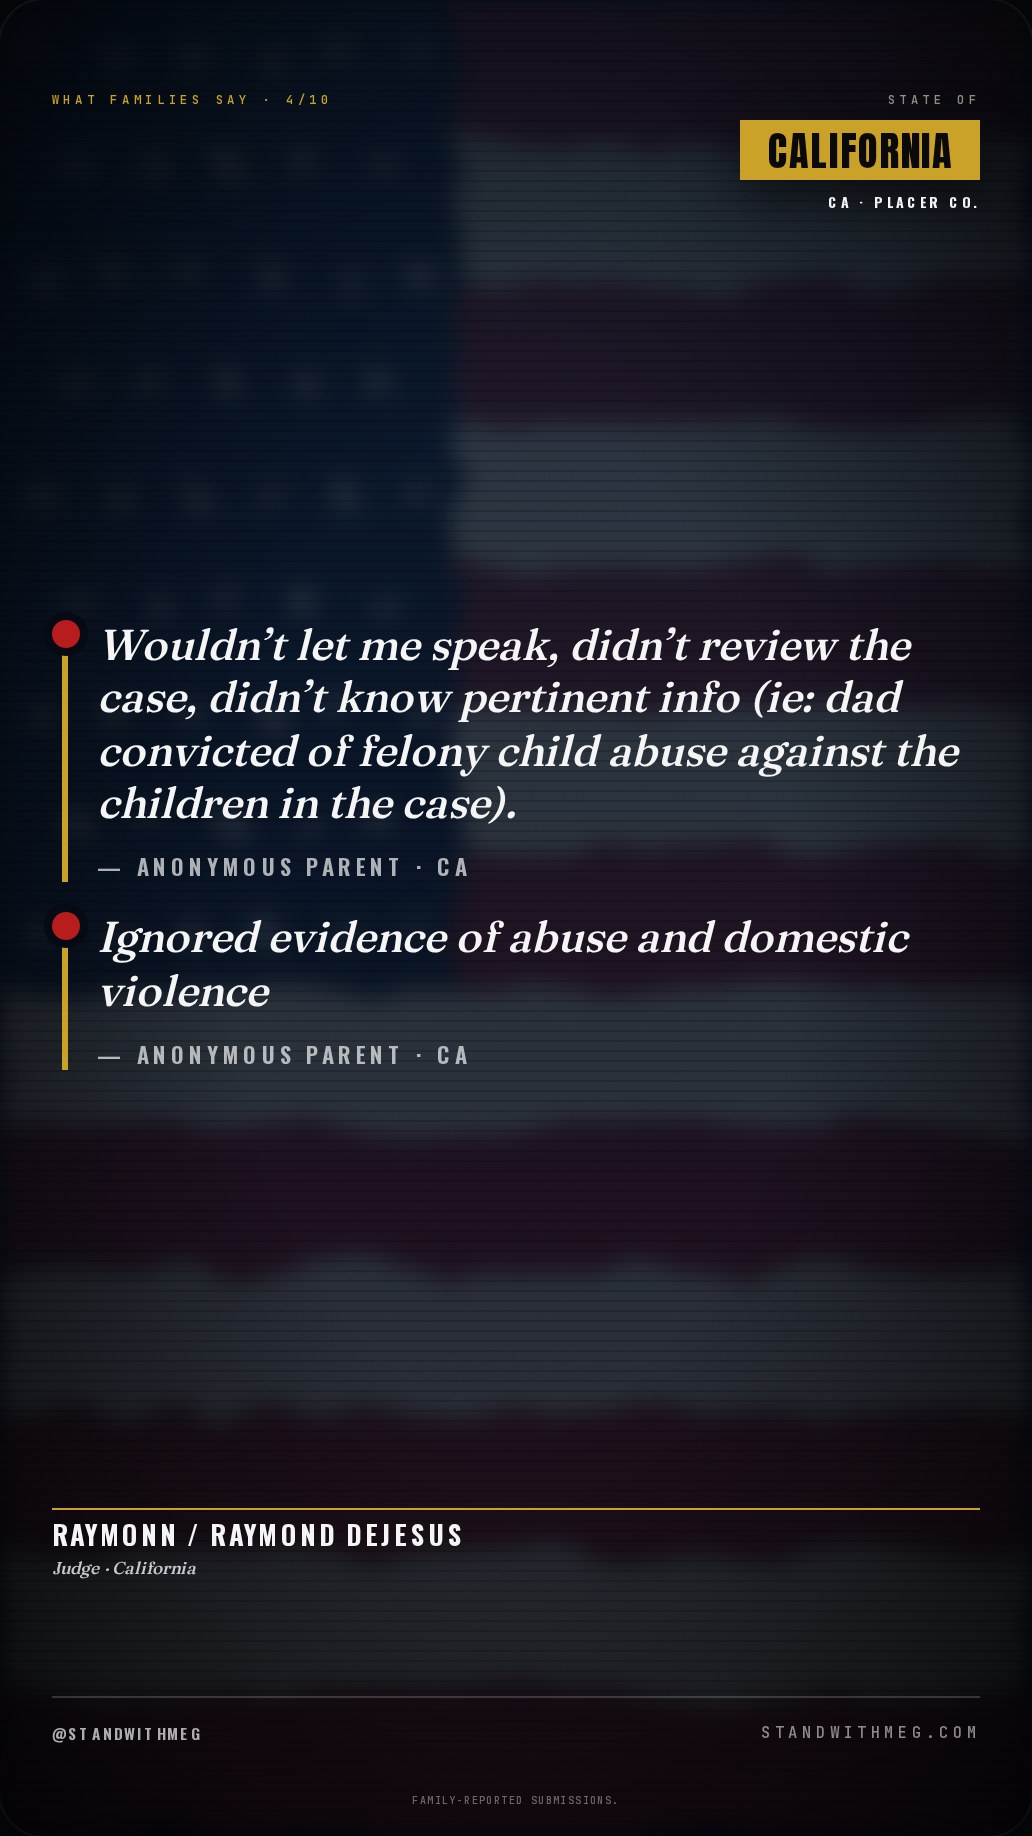 WHAT FAMILIES SAY · 4/10
STATE OF
CALIFORNIA
CA · PLACER CO.
Wouldn’t let me speak, didn’t review the
case, didn’t know pertinent info (ie: dad
convicted of felony child abuse against the
children in the case).
— ANONYMOUS PARENT · CA
Ignored evidence of abuse and domestic
violence
— ANONYMOUS PARENT · CA
RAYMONN / RAYMOND DEJESUS
Judge · California
@STANDWITHMEG
STANDWITHMEG.COM
FAMILY-REPORTED SUBMISSIONS.